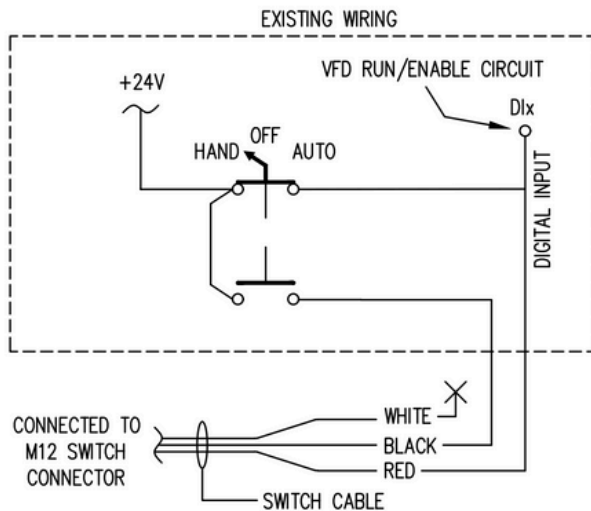 EXISTING WIRING
+24V
VFD RUN/ENABLE CIRCUIT
DIx
OFF
HAND
AUTO
DIGITAL INPUT
WHITE
CONNECTED TO
M12 SWITCH
CONNECTOR
BLACK
RED
SWITCH CABLE